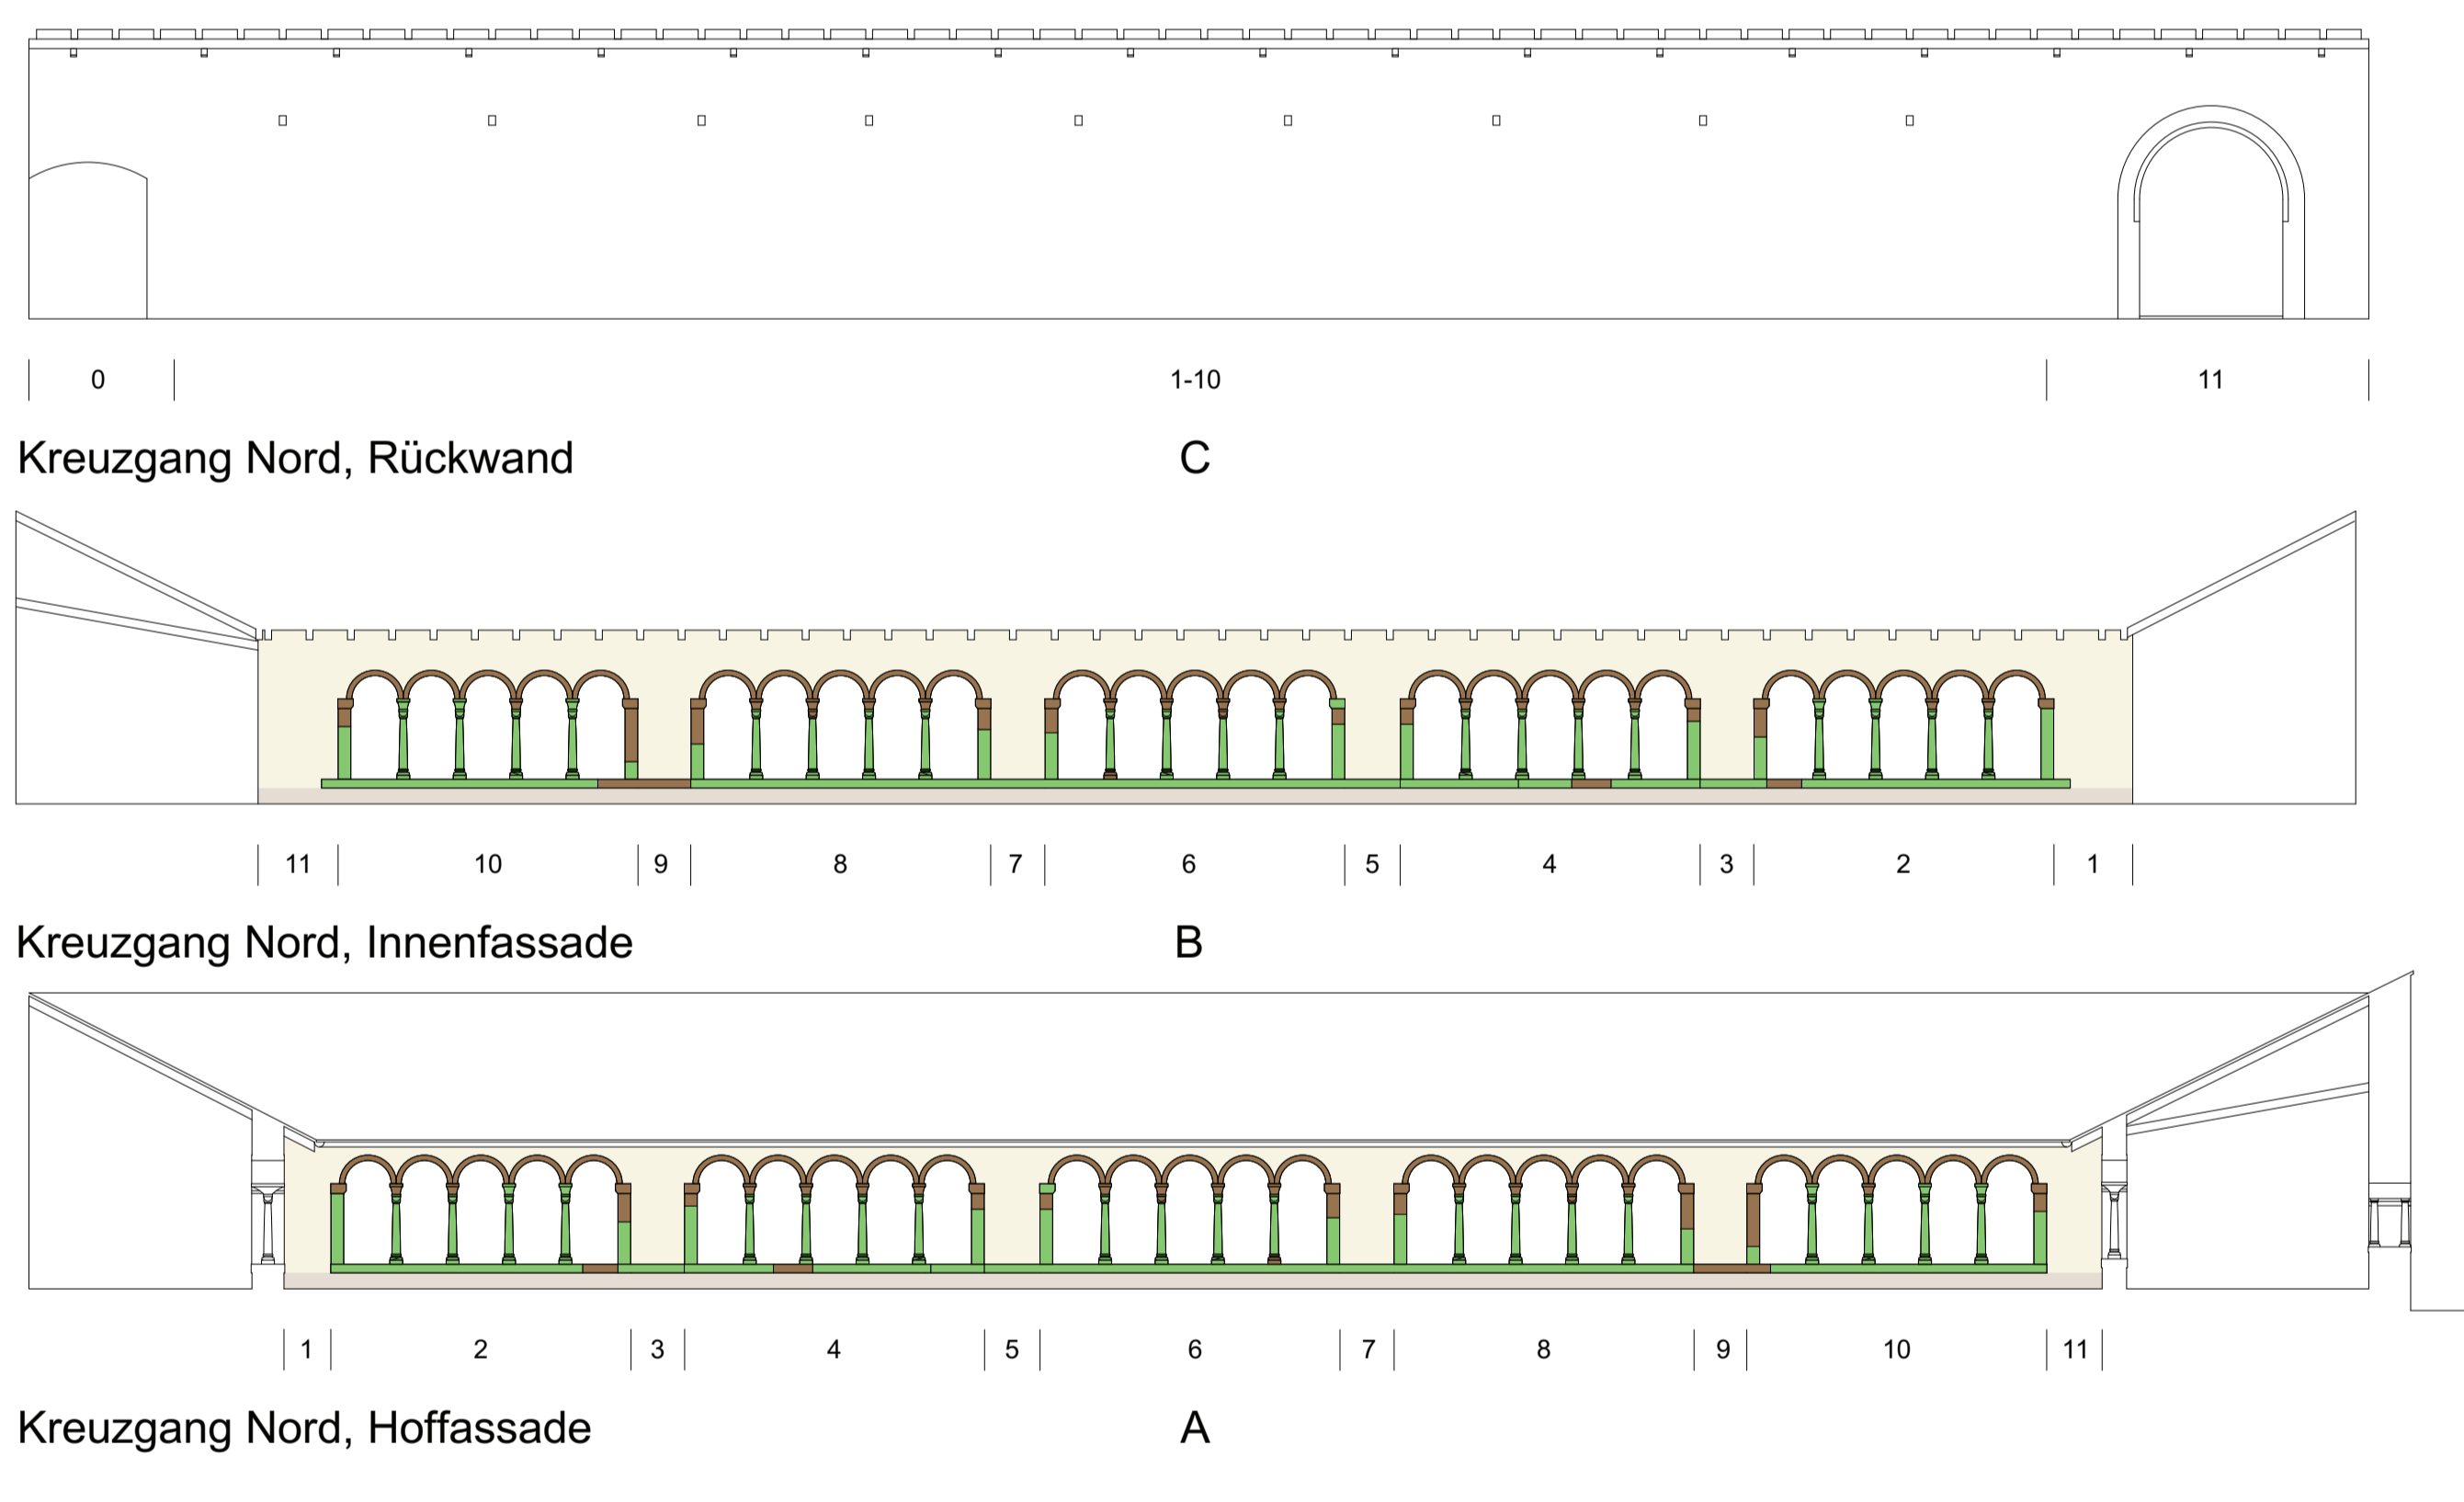 0 1-10 11
Kreuzgang Nord, Rückwand C
11 10 9 8 7 6 5 4 3 2 1
Kreuzgang Nord, Innenfassade B
1 2 3 4 5 6 7 8 9 10 11
Kreuzgang Nord, Hoffassade A